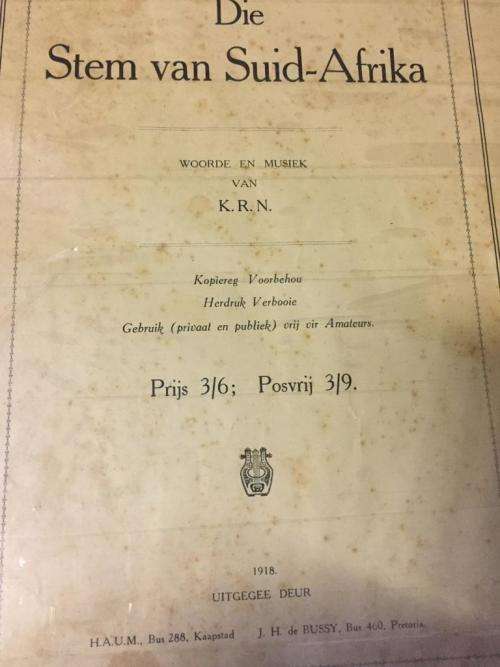 Die
Stem van Suid-Afrika
WOORDE EN MUSIEK
VAN
K. R. N.
Kopiereg Voorbehou
Herdruk Verbooie
Gebruik (privaat en publiek) vrij vir Amateurs.
Prijs 3/6; Posvrij 3/9.
1918.
UITGEGEE DEUR
H.A.U.M., Bus 288, Kaapstad J. H. de BUSSY, Bus 460, Pretoria.